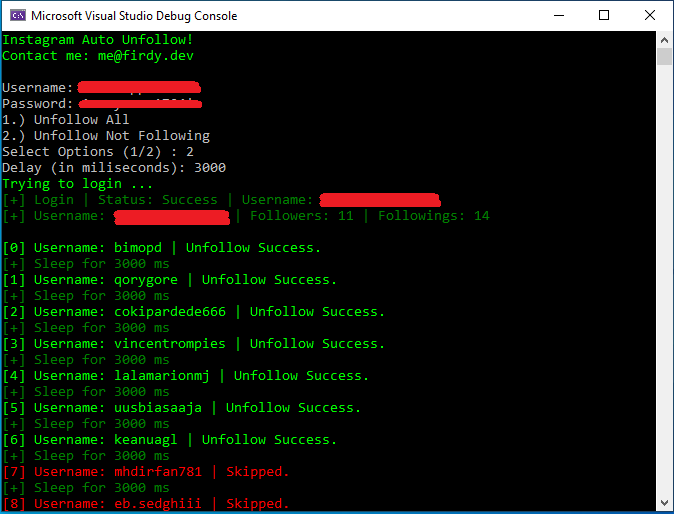 Microsoft Visual Studio Debug Console
Instagram Auto Unfollow!
Contact me: me@firdy.dev
Username:
Password:
1.) Unfollow All
2.) Unfollow Not Following
Select Options (1/2) : 2
Delay (in miliseconds): 3000
Trying to login ...
[+] Login | Status: Success | Username:
[+] Username: | Followers: 11 | Followings: 14
[0] Username: bimopd | Unfollow Success.
[+] Sleep for 3000 ms
[1] Username: qorygore | Unfollow Success.
[+] Sleep for 3000 ms
[2] Username: cokipardede666 | Unfollow Success.
[+] Sleep for 3000 ms
[3] Username: vincentrompies | Unfollow Success.
[+] Sleep for 3000 ms
[4] Username: lalamarionmj | Unfollow Success.
[+] Sleep for 3000 ms
[5] Username: uusbiasaaja | Unfollow Success.
[+] Sleep for 3000 ms
[6] Username: keanuagl | Unfollow Success.
[+] Sleep for 3000 ms
[7] Username: mhdirfan781 | Skipped.
[+] Sleep for 3000 ms
[8] Username: eb.sedghiii | Skipped.